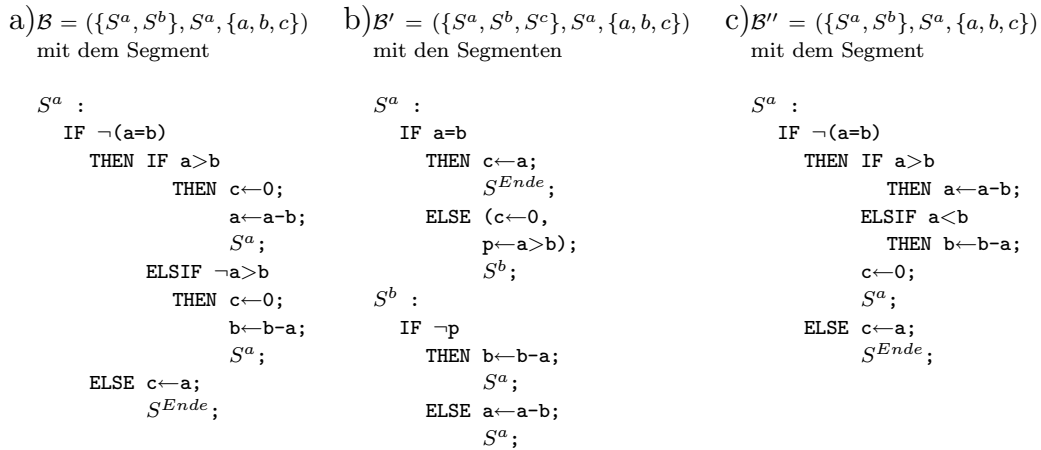 a) ℬ = ({S^a, S^b}, S^a, {a, b, c})
mit dem Segment
S^a :
IF ¬(a=b)
THEN IF a>b
THEN c←0;
a←a-b;
S^a;
ELSIF ¬a>b
THEN c←0;
b←b-a;
S^a;
ELSE c←a;
S^Ende;
b) ℬ′ = ({S^a, S^b, S^c}, S^a, {a, b, c})
mit den Segmenten
S^a :
IF a=b
THEN c←a;
S^Ende;
ELSE (c←0,
p←a>b);
S^b;
S^b :
IF ¬p
THEN b←b-a;
S^a;
ELSE a←a-b;
S^a;
c) ℬ″ = ({S^a, S^b}, S^a, {a, b, c})
mit dem Segment
S^a :
IF ¬(a=b)
THEN IF a>b
THEN a←a-b;
ELSIF a<b
THEN b←b-a;
c←0;
S^a;
ELSE c←a;
S^Ende;